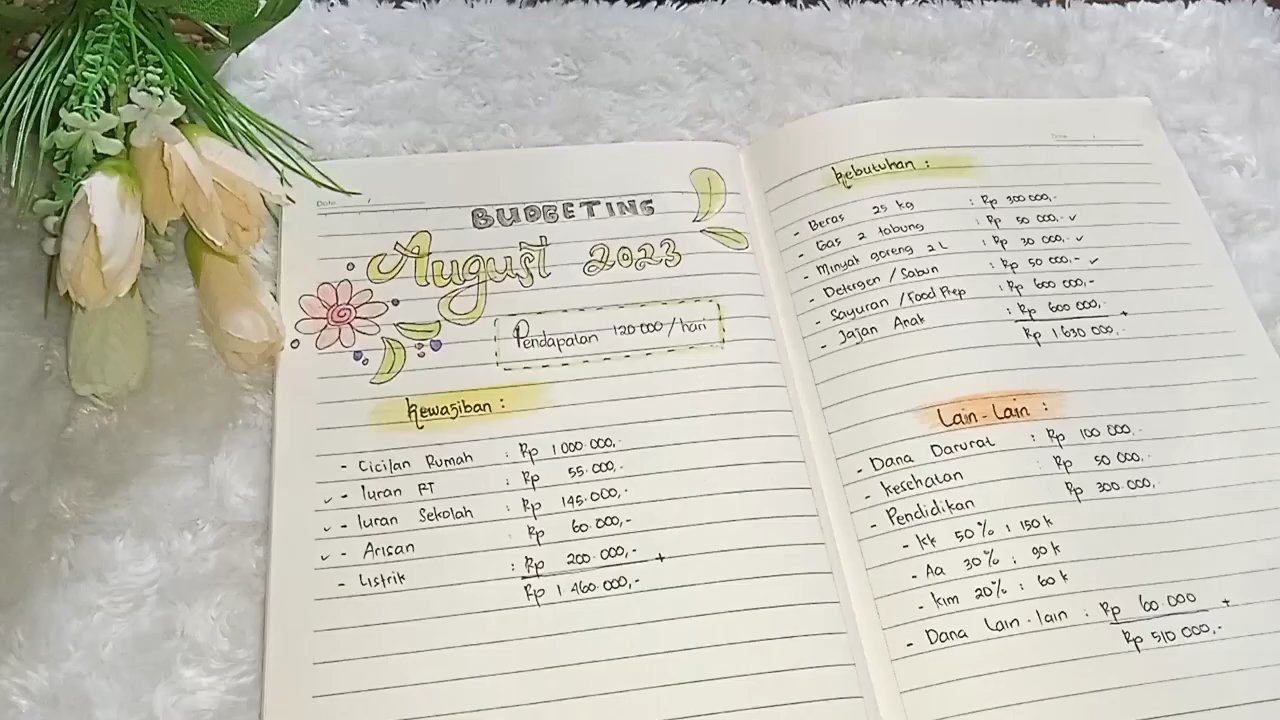 Date /
BUDGETING
August 2023
Pendapatan 120 000 / hari
Kewajiban :
- Cicilan Rumah : Rp 1 000.000,-
✓ - Iuran RT : Rp 55.000,-
✓ - Iuran Sekolah : Rp 145.000,-
✓ - Arisan Rp 60.000,-
- Listrik : Rp 200.000,- +
Rp 1.460.000,-
Date /
Kebutuhan :
- Beras 25 kg : Rp 300 000,-
- Gas 2 tabung : Rp 50 000,- ✓
- Minyak goreng 2 L : Rp 30 000,- ✓
- Detergen / Sabun : Rp 50 000,- ✓
- Sayuran / Food Prep : Rp 600 000,-
- Jajan Anak : Rp 600 000,- +
Rp 1 630 000,-
Lain - Lain :
- Dana Darurat : Rp 100 000,-
- Kesehatan : Rp 50 000,-
- Pendidikan Rp 300.000,-
- KK 50% : 150 k
- Aa 30% : 90 k
- Kim 20% : 60 k
- Dana Lain - lain : Rp 60.000 +
Rp 510 000,-